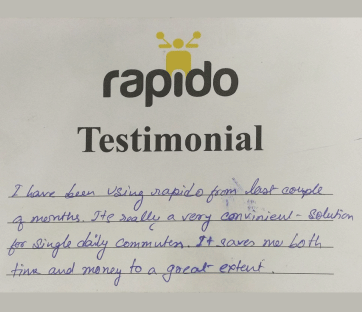 rapido
Testimonial
I have been using rapido from last couple
of months. Its really a very convinient - solution
for single daily commuters. It saves me both
time and money to a great extent.